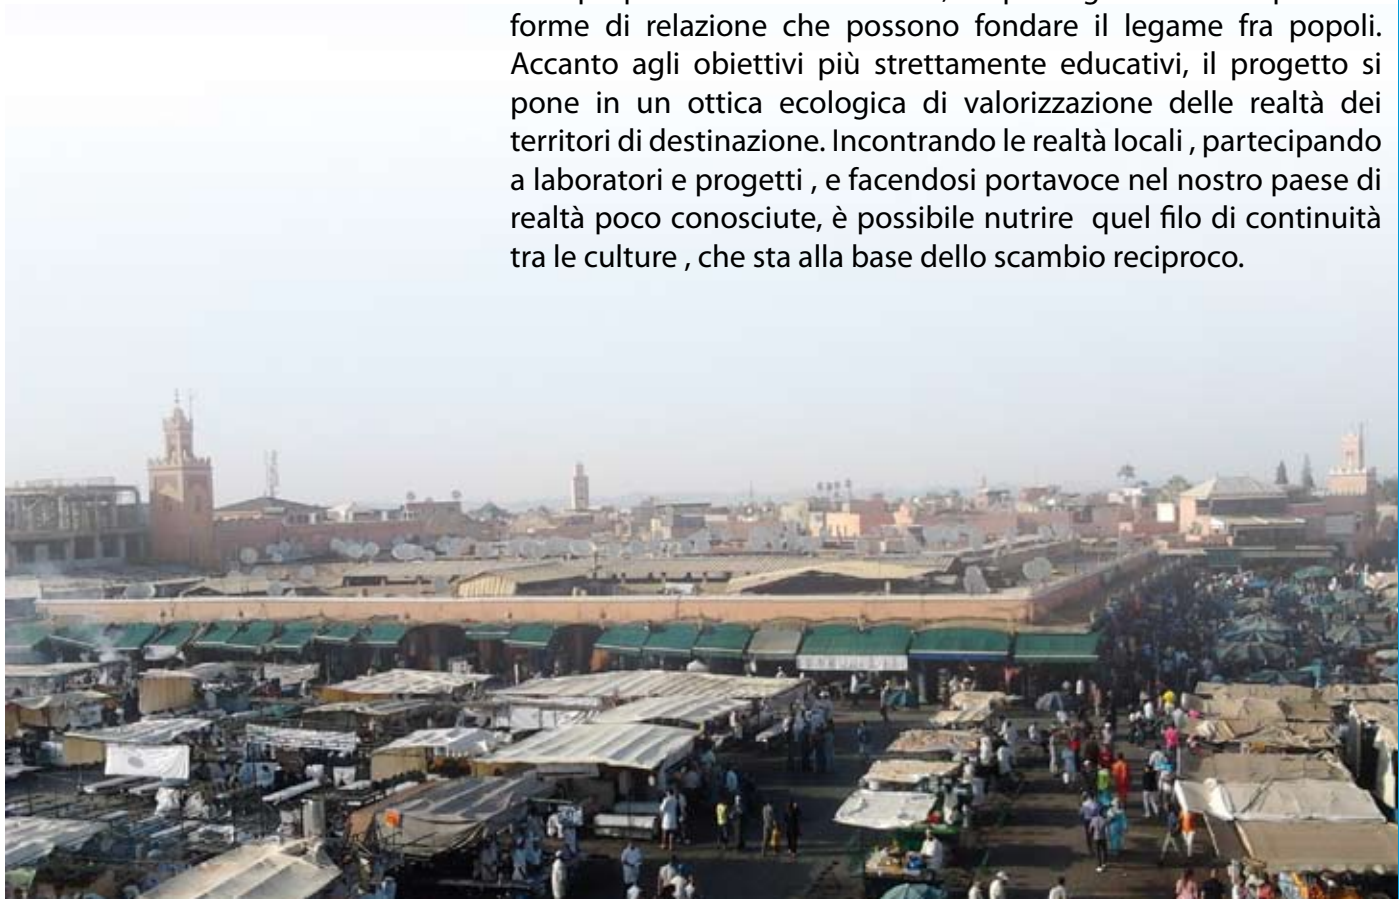 forme di relazione che possono fondare il legame fra popoli.
Accanto agli obiettivi più strettamente educativi, il progetto si
pone in un ottica ecologica di valorizzazione delle realtà dei
territori di destinazione. Incontrando le realtà locali , partecipando
a laboratori e progetti , e facendosi portavoce nel nostro paese di
realtà poco conosciute, è possibile nutrire  quel filo di continuità
tra le culture , che sta alla base dello scambio reciproco.